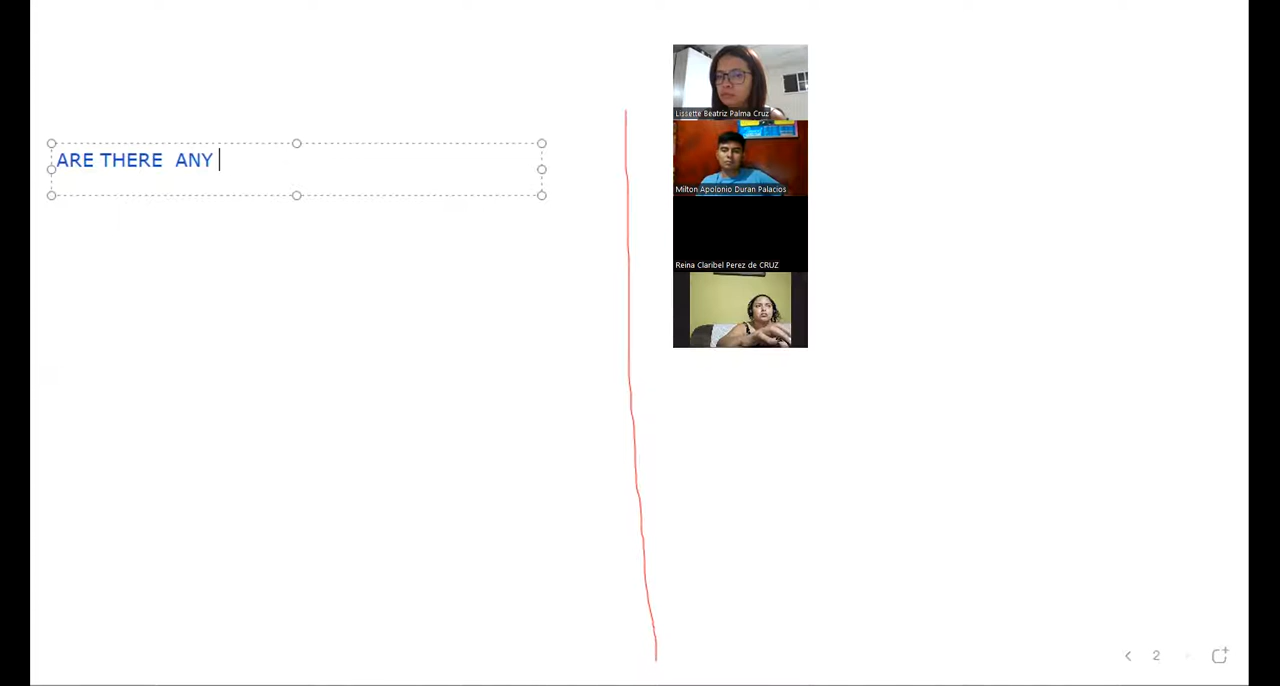 ARE THERE ANY
Lissette Beatriz Palma Cruz
Milton Apolonio Duran Palacios
Reina Claribel Perez de CRUZ
2